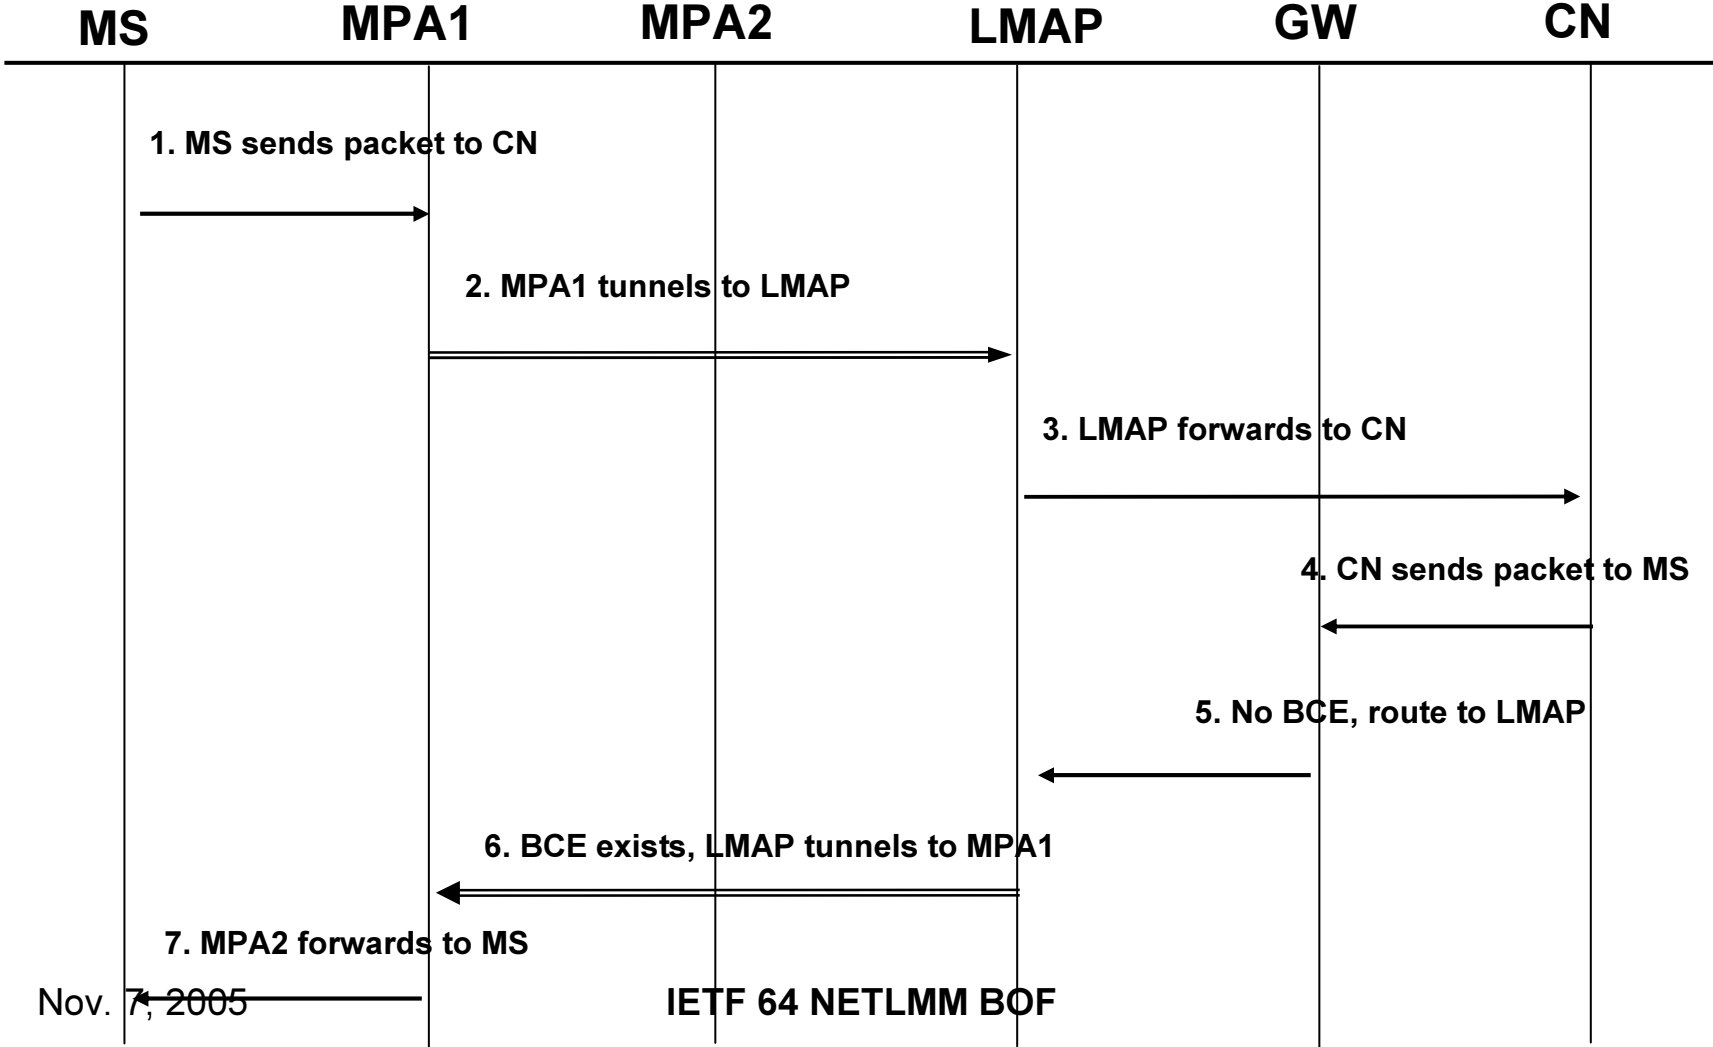 MS MPA1 MPA2 LMAP GW CN
1. MS sends packet to CN
2. MPA1 tunnels to LMAP
3. LMAP forwards to CN
4. CN sends packet to MS
5. No BCE, route to LMAP
6. BCE exists, LMAP tunnels to MPA1
7. MPA2 forwards to MS
Nov. 7, 2005 IETF 64 NETLMM BOF